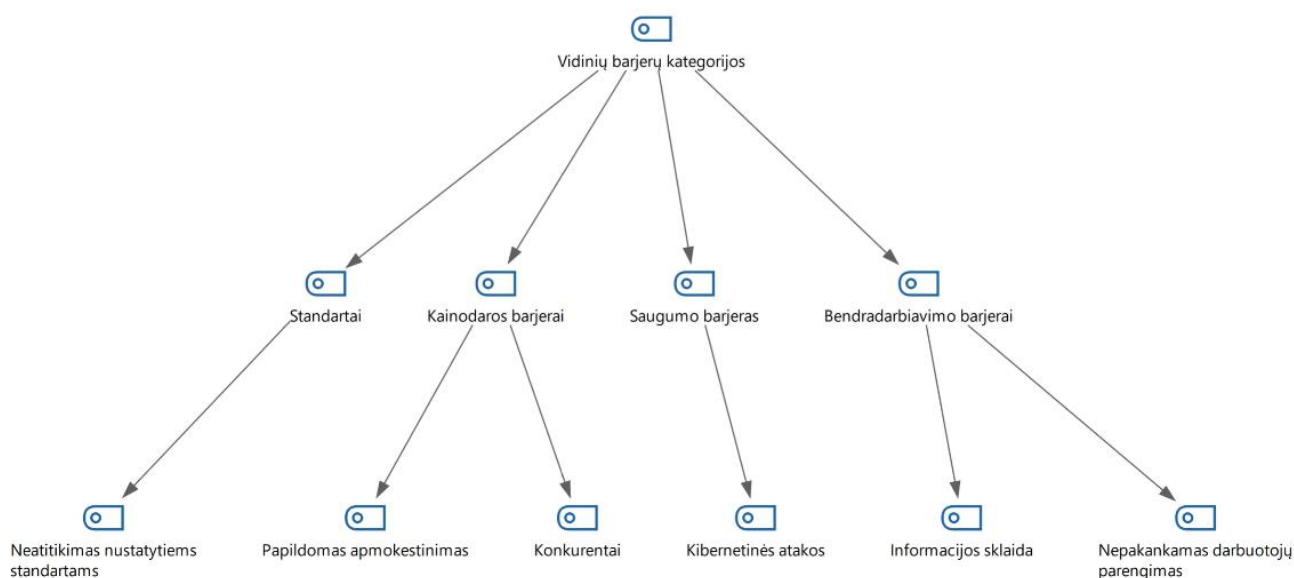 Vidinių barjerų kategorijos
Standartai
Kainodaros barjerai
Saugumo barjeras
Bendradarbiavimo barjerai
Neatitikimas nustatytiems
standartams
Papildomas apmokestinimas
Konkurentai
Kibernetinės atakos
Informacijos sklaida
Nepakankamas darbuotojų
parengimas